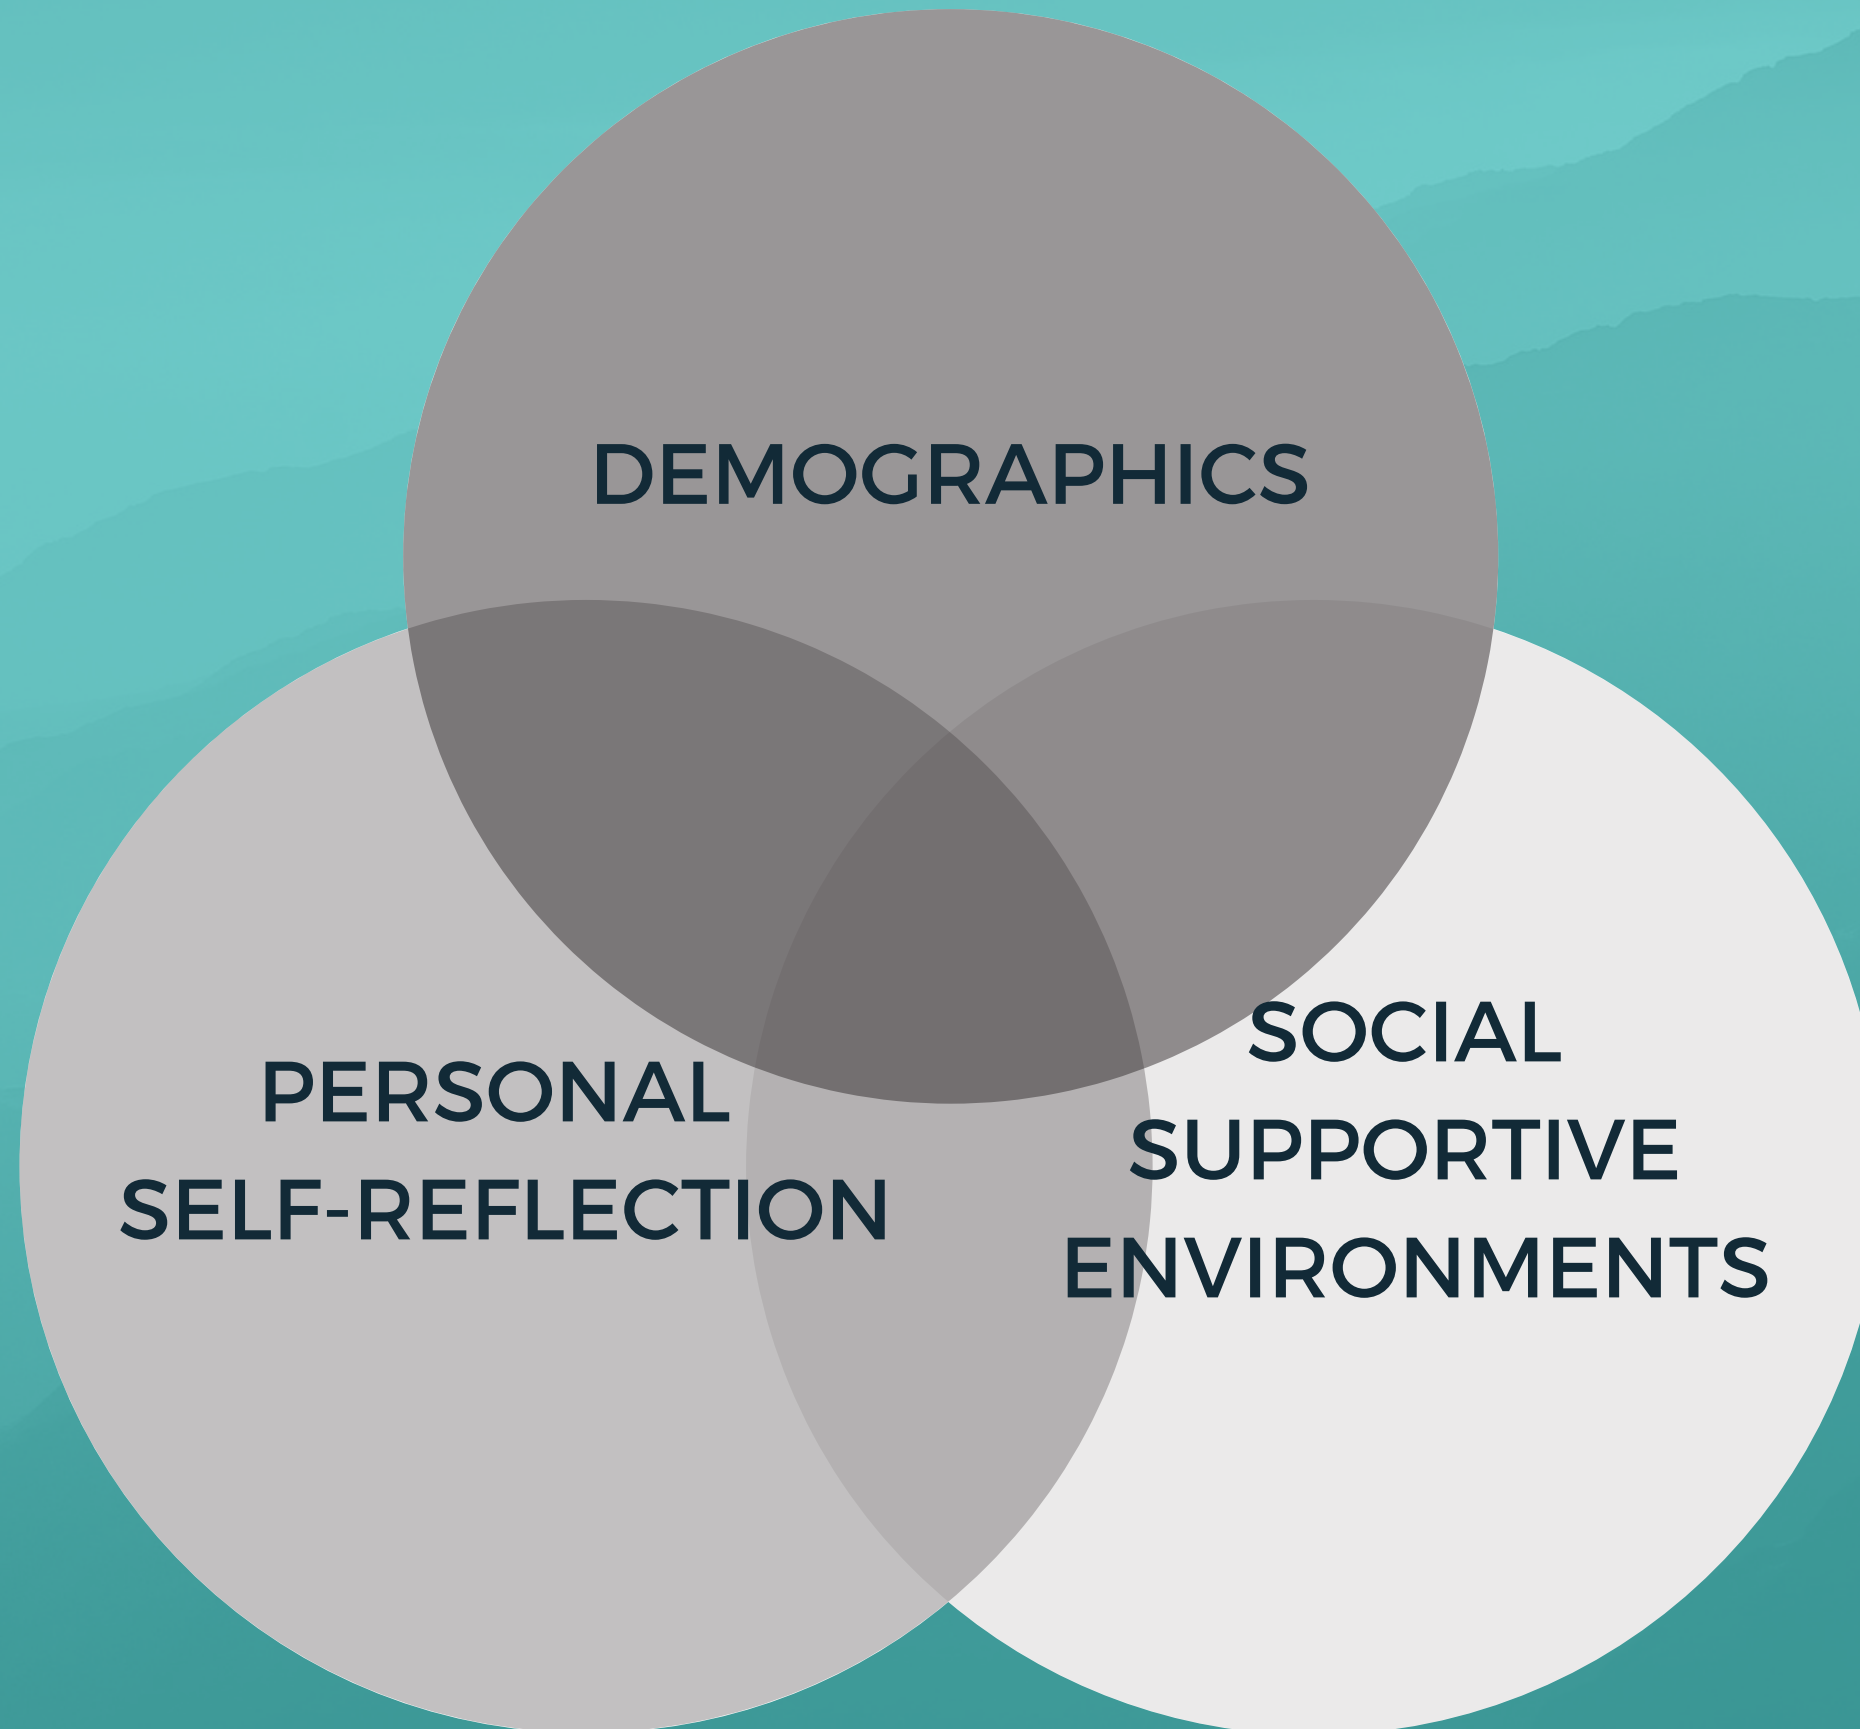 DEMOGRAPHICS
PERSONAL
SELF-REFLECTION
SOCIAL
SUPPORTIVE
ENVIRONMENTS